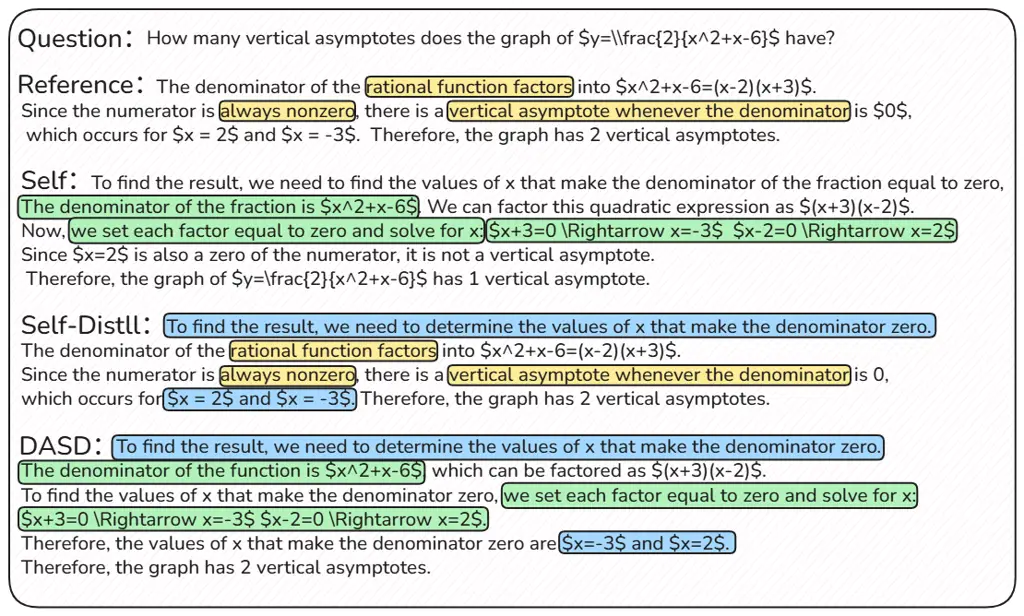 Question： How many vertical asymptotes does the graph of $y=\\frac{2}{x^2+x-6}$ have?
Reference： The denominator of the rational function factors into $x^2+x-6=(x-2)(x+3)$.
Since the numerator is always nonzero, there is a vertical asymptote whenever the denominator is $0$,
which occurs for $x = 2$ and $x = -3$. Therefore, the graph has 2 vertical asymptotes.
Self： To find the result, we need to find the values of x that make the denominator of the fraction equal to zero,
The denominator of the fraction is $x^2+x-6$. We can factor this quadratic expression as $(x+3)(x-2)$.
Now, we set each factor equal to zero and solve for x: $x+3=0 \Rightarrow x=-3$ $x-2=0 \Rightarrow x=2$
Since $x=2$ is also a zero of the numerator, it is not a vertical asymptote.
Therefore, the graph of $y=\frac{2}{x^2+x-6}$ has 1 vertical asymptote.
Self-Distll： To find the result, we need to determine the values of x that make the denominator zero.
The denominator of the rational function factors into $x^2+x-6=(x-2)(x+3)$.
Since the numerator is always nonzero, there is a vertical asymptote whenever the denominator is 0,
which occurs for $x = 2$ and $x = -3$. Therefore, the graph has 2 vertical asymptotes.
DASD： To find the result, we need to determine the values of x that make the denominator zero.
The denominator of the function is $x^2+x-6$, which can be factored as $(x+3)(x-2)$.
To find the values of x that make the denominator zero, we set each factor equal to zero and solve for x:
$x+3=0 \Rightarrow x=-3$ $x-2=0 \Rightarrow x=2$.
Therefore, the values of x that make the denominator zero are $x=-3$ and $x=2$.
Therefore, the graph has 2 vertical asymptotes.